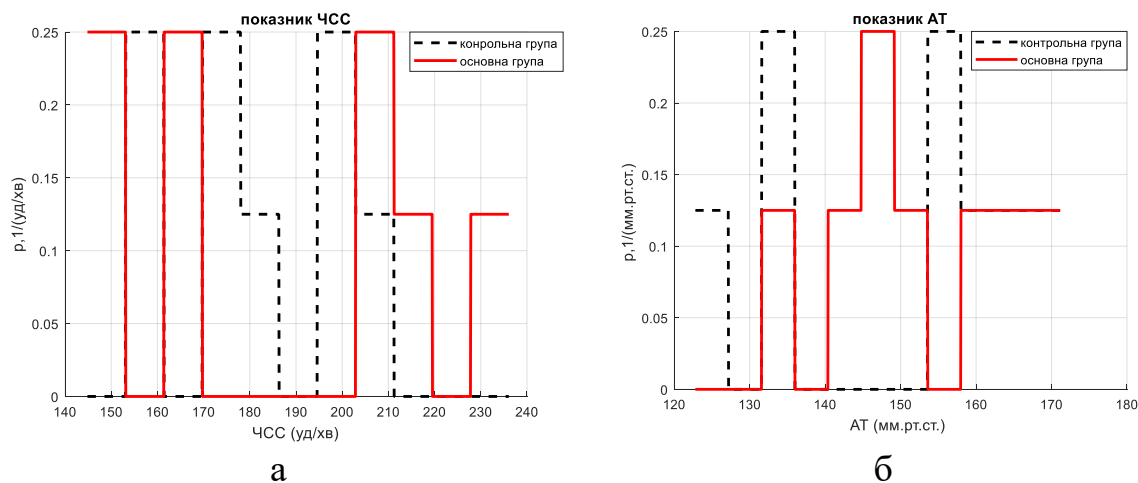 показник ЧСС
конрольна група
основна група
0.25
0.2
0.15
0.1
0.05
0
p,1/(уд/хв)
140 150 160 170 180 190 200 210 220 230 240
ЧСС (уд/хв)
а
показник АТ
контрольна група
основна група
0.25
0.2
0.15
0.1
0.05
0
p,1/(мм.рт.ст.)
120 130 140 150 160 170 180
АТ (мм.рт.ст.)
б